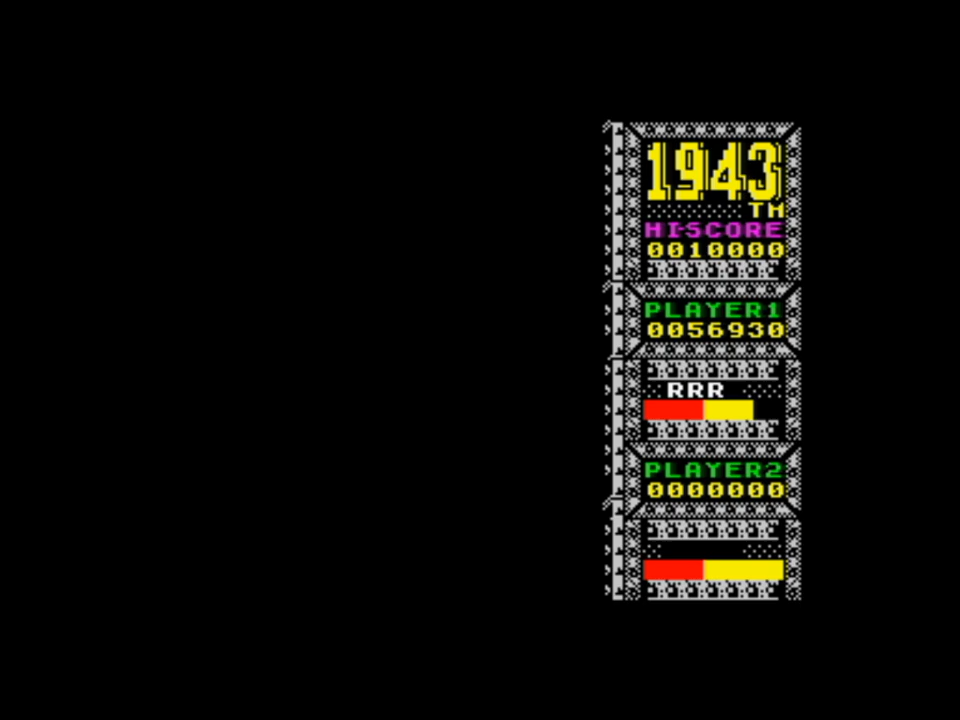 1943
TM
HI-SCORE
0010000
PLAYER1
0056930
RRR
PLAYER2
0000000